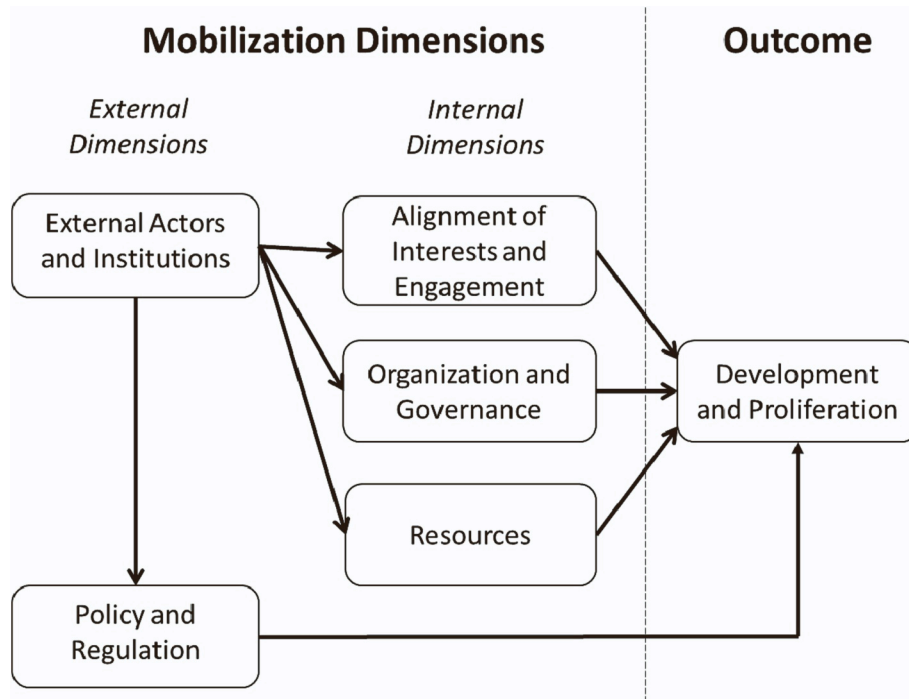 Mobilization Dimensions
Outcome
External
Dimensions
Internal
Dimensions
External Actors
and Institutions
Alignment of
Interests and
Engagement
Organization and
Governance
Development
and Proliferation
Resources
Policy and
Regulation